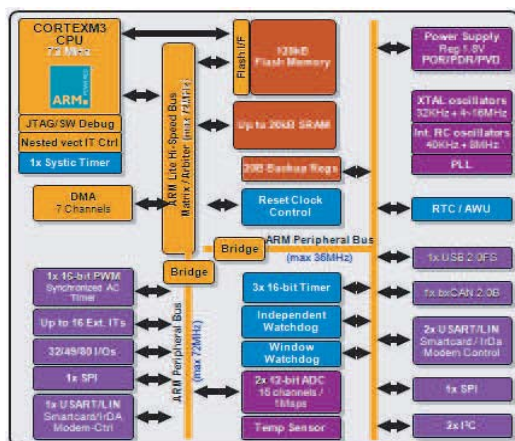 CORTEXM3
CPU
72 MHz
ARM
POWERED
JTAG/SW Debug
Nested vect IT Ctrl
1x Systic Timer
DMA
7 Channels
ARM Lite Hi-Speed Bus
Matrix / Arbiter (max 72MHz)
Flash I/F
128kB
Flash Memory
Up to 20kB SRAM
20B Backup Regs
Reset Clock
Control
Power Supply
Reg 1.8V
POR/PDR/PVD
XTAL oscillators
32KHz + 4~16MHz
Int. RC oscillators
40KHz + 8MHz
PLL
RTC / AWU
ARM Peripheral Bus
(max 36MHz)
Bridge
Bridge
ARM Peripheral Bus
(max 72MHz)
1x 16-bit PWM
Synchronized AC
Timer
Up to 16 Ext. ITs
32/49/80 I/Os
1x SPI
1x USART/LIN
Smartcard/IrDA
Modem-Ctrl
3x 16-bit Timer
Independent
Watchdog
Window
Watchdog
2x 12-bit ADC
16 channels /
1Msps
Temp Sensor
1x USB 2.0FS
1x bxCAN 2.0B
2x USART/LIN
Smartcard / IrDa
Modem Control
1x SPI
2x I²C